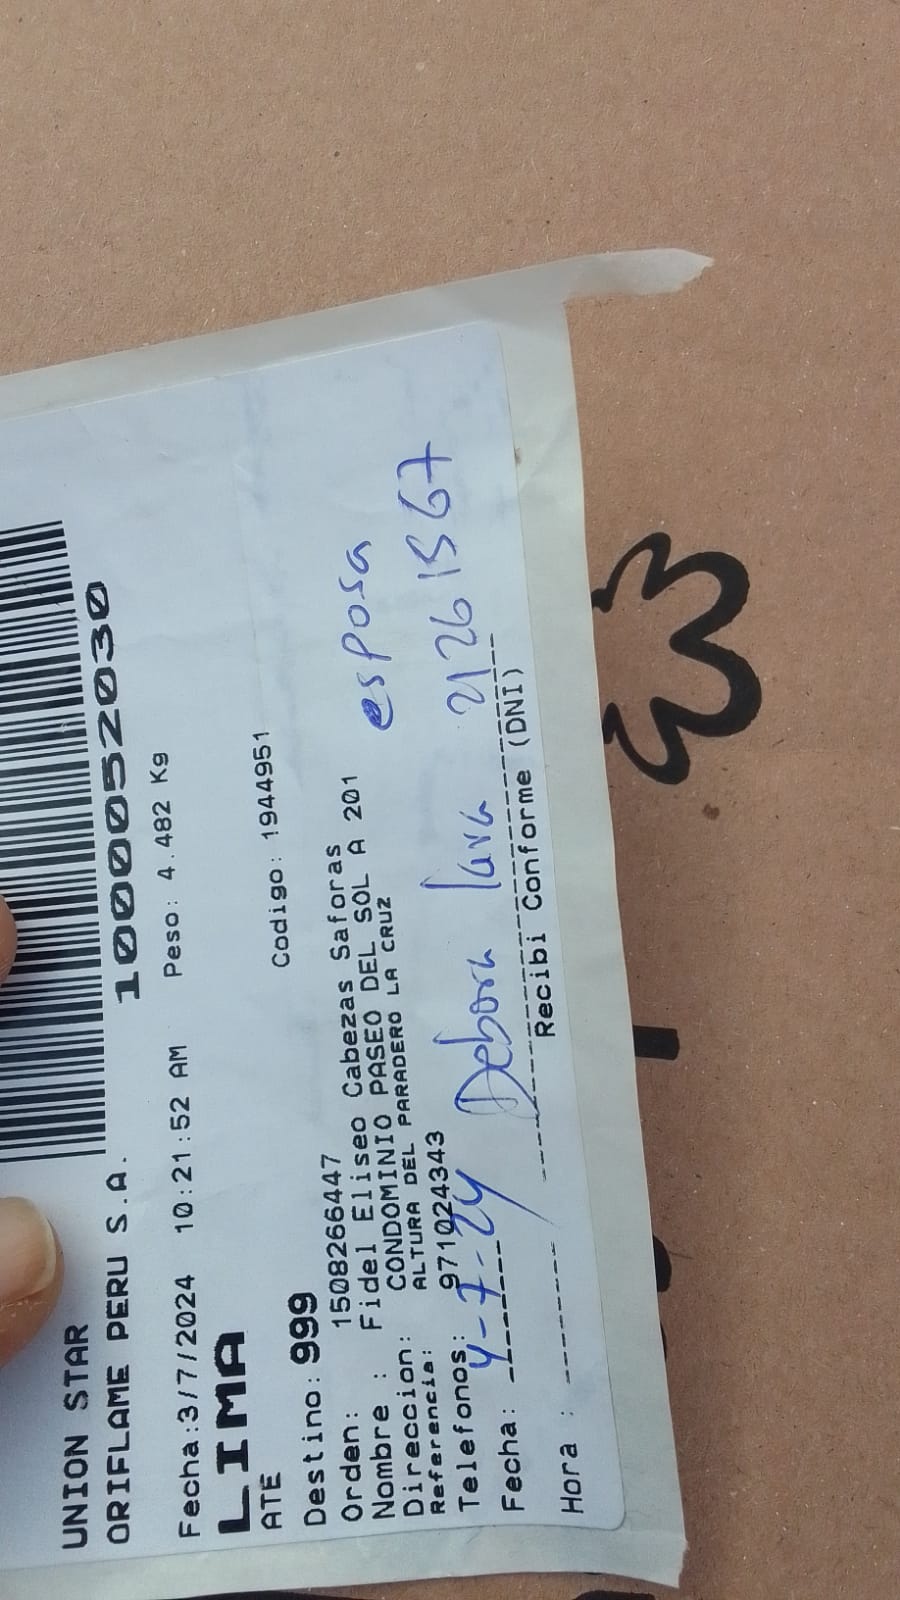 10000052030
UNION STAR
ORIFLAME PERU S.A.
Fecha:3/7/2024 10:21:52 AM Peso: 4.482 Kg
LIMA
ATE
Codigo: 1944951
Destino: 999
Orden: 1508266447
Nombre : Fidel Eliseo Cabezas Saforas
Direccion: CONDOMINIO PASEO DEL SOL A 201
Referencia: ALTURA DEL PARADERO LA CRUZ
esposa
Telefonos: 971024343
Fecha: 4-7-24 Debora 21261567
Recibi Conforme (DNI)
Hora :